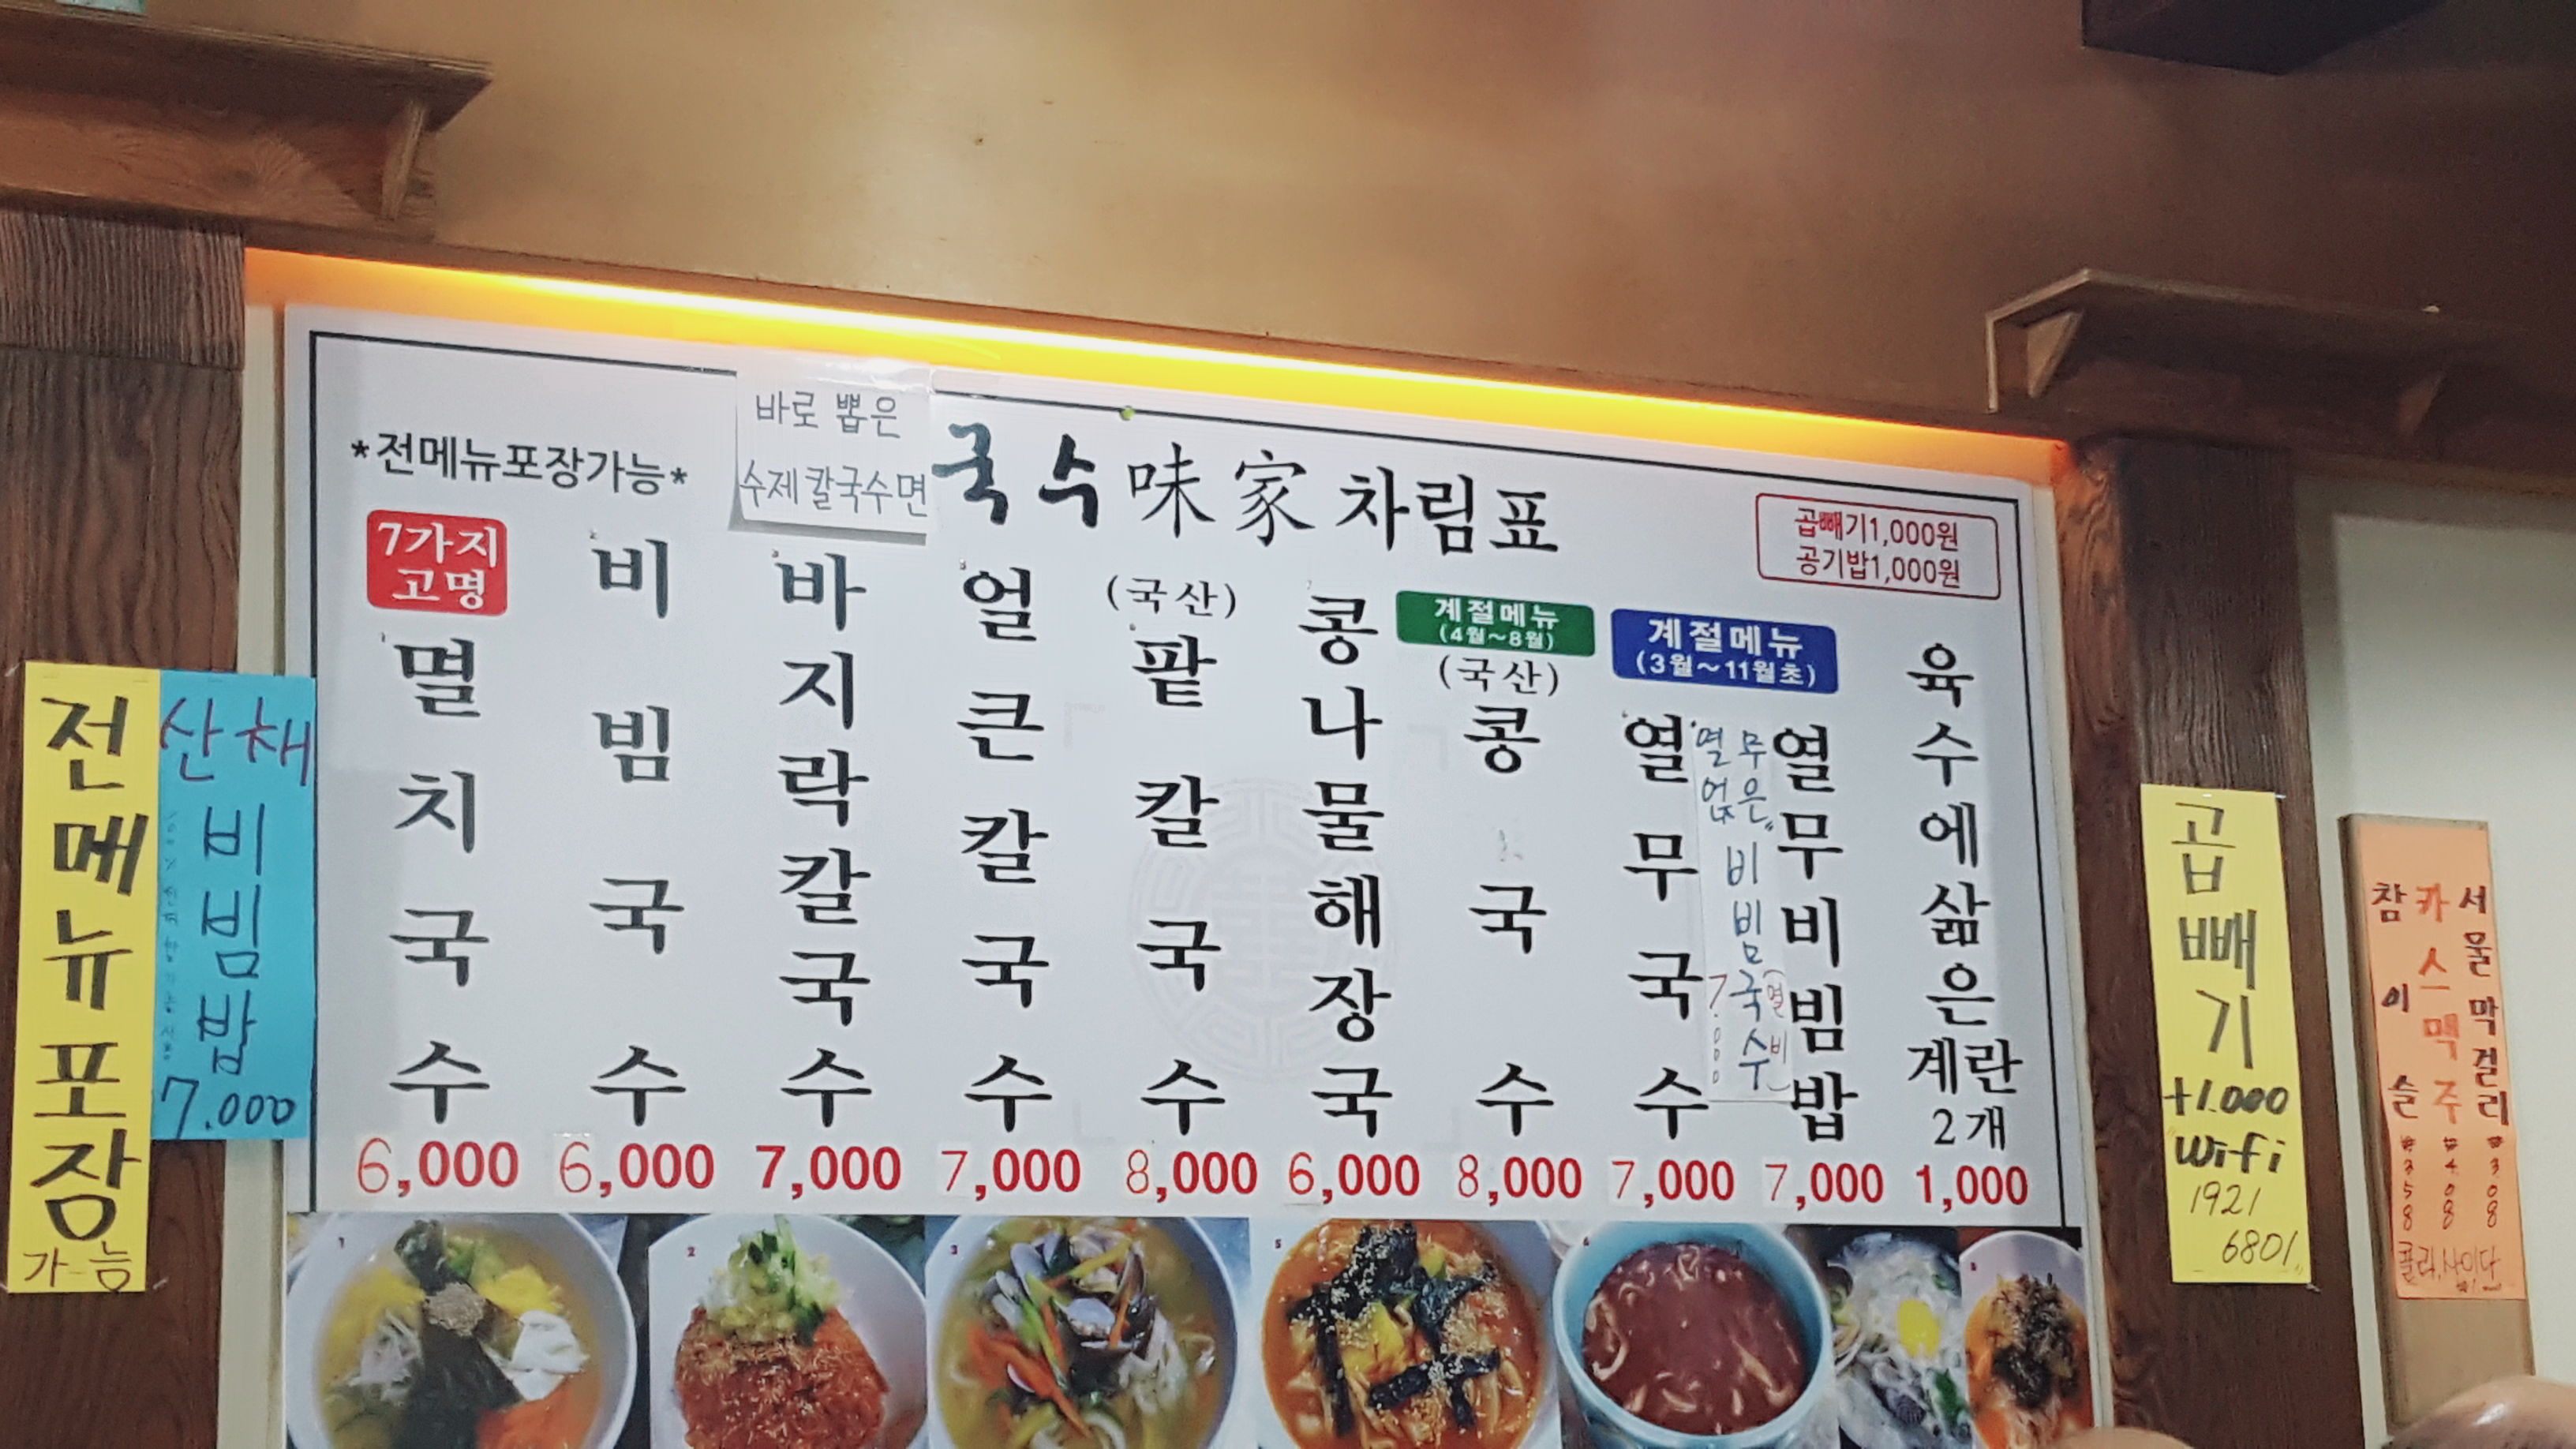 *전메뉴포장가능*
바로 뽑은
수제칼국수면
국수味家차림표
곱빼기1,000원
공기밥1,000원
7가지
고명
멸치국수
6,000
비빔국수
6,000
바지락칼국수
7,000
얼큰칼국수
7,000
(국산)
팥칼국수
8,000
콩나물해장국
6,000
계절메뉴
(4월~8월)
(국산)
콩국수
8,000
계절메뉴
(3월~11월초)
열무국수
7,000
비빔국수
7.000
열무비빔밥
7,000
육수에삶은
계란
2개
1,000
전메뉴포장
가능
산채
비빔밥
7.000
곱빼기
+1.000
wifi
1921
6801
서울막걸리
카스맥주
참이슬
1
2
3
5
6
8